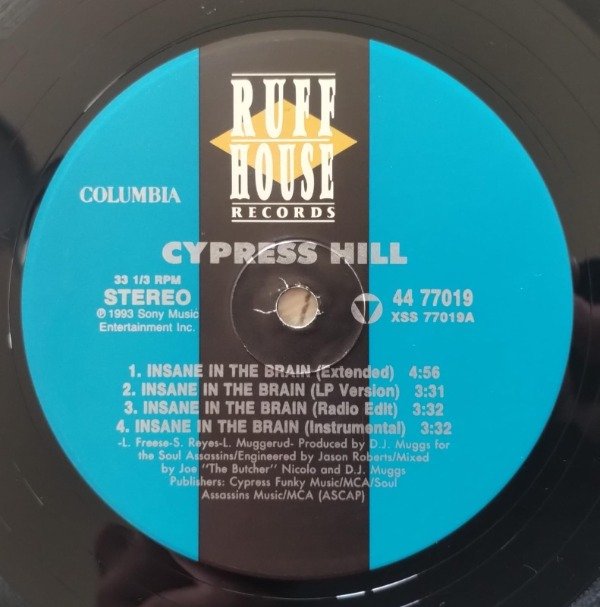 RUFF
HOUSE
RECORDS
COLUMBIA
CYPRESS HILL
33 1/3 RPM
STEREO
℗ 1993 Sony Music
Entertainment Inc.
44 77019
XSS 77019A
1. INSANE IN THE BRAIN (Extended) 4:56
2. INSANE IN THE BRAIN (LP Version) 3:31
3. INSANE IN THE BRAIN (Radio Edit) 3:32
4. INSANE IN THE BRAIN (Instrumental) 3:32
-L. Freese-S. Reyes-L. Muggerud- Produced by D.J. Muggs for
the Soul Assassins/Engineered by Jason Roberts/Mixed
by Joe "The Butcher" Nicolo and D.J. Muggs
Publishers: Cypress Funky Music/MCA/Soul
Assassins Music/MCA (ASCAP)